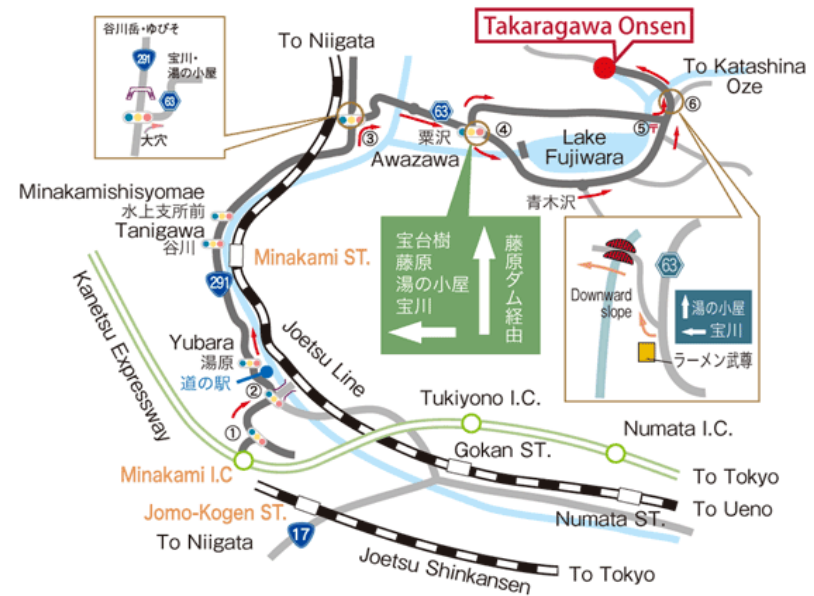 谷川岳・ゆびそ
291
宝川・
湯の小屋
63
大穴
To Niigata
Takaragawa Onsen
To Katashina
Oze
63
粟沢
Awazawa
③
④
⑤
〒
⑥
Lake
Fujiwara
青木沢
Minakamishisyomae
水上支所前
Tanigawa
谷川
Minakami ST.
291
宝台樹
藤原
湯の小屋
宝川
藤原ダム経由
63
Downward
slope
湯の小屋
宝川
ラーメン武尊
Kanetsu Expressway
Joetsu Line
Yubara
湯原
道の駅
②
①
Minakami I.C
Tukiyono I.C.
Numata I.C.
Gokan ST.
To Tokyo
To Ueno
Numata ST.
Jomo-Kogen ST.
17
To Niigata
Joetsu Shinkansen
To Tokyo